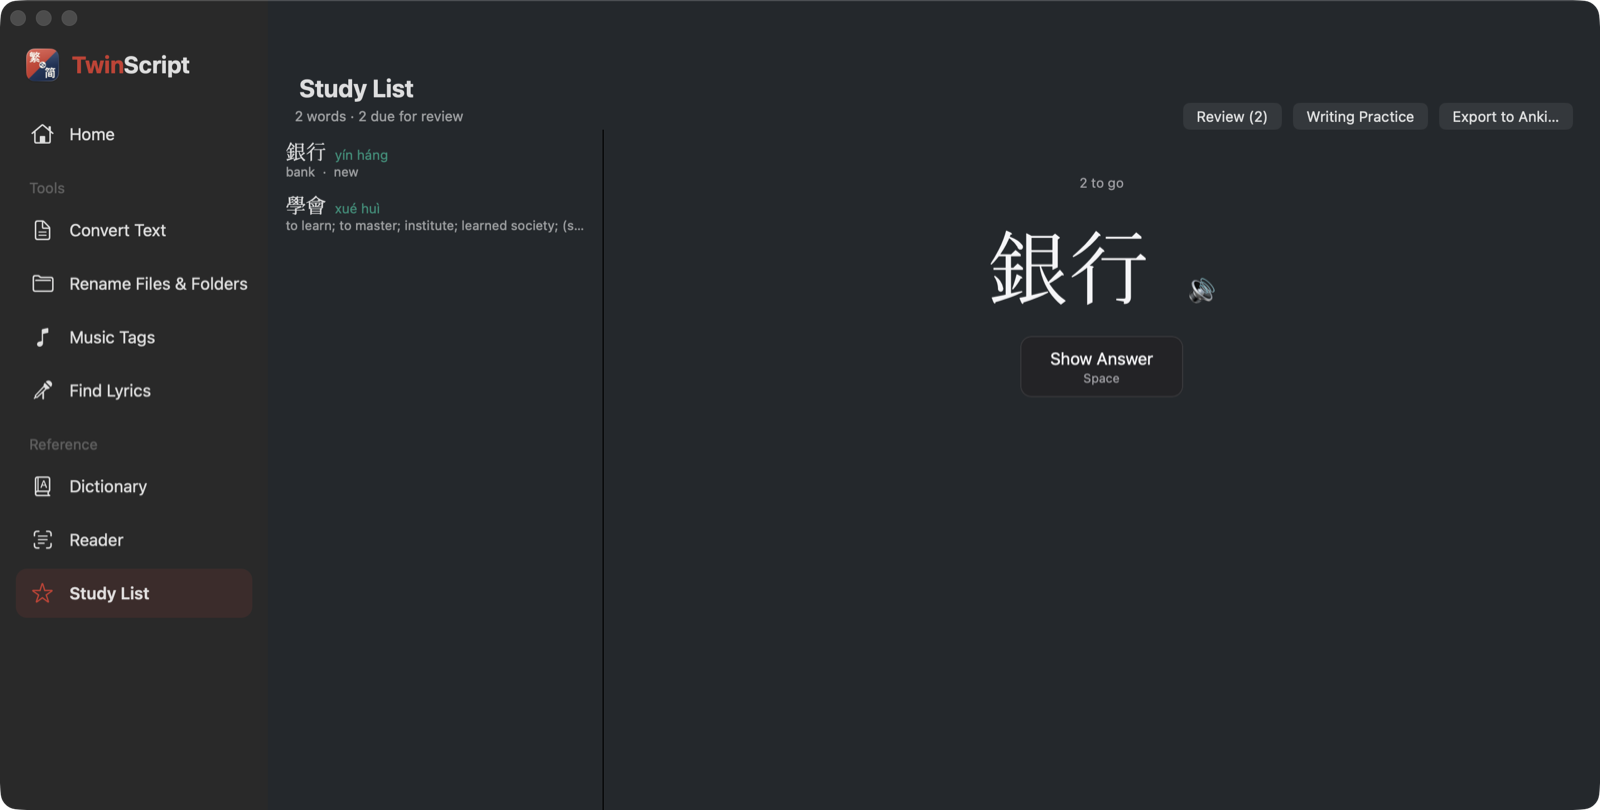 繁
简
TwinScript
Home
Tools
Convert Text
Rename Files & Folders
Music Tags
Find Lyrics
Reference
Dictionary
Reader
Study List
Study List
2 words · 2 due for review
Review (2)
Writing Practice
Export to Anki...
銀行 yín háng
bank · new
學會 xué huì
to learn; to master; institute; learned society; (s...
2 to go
銀行
Show Answer
Space